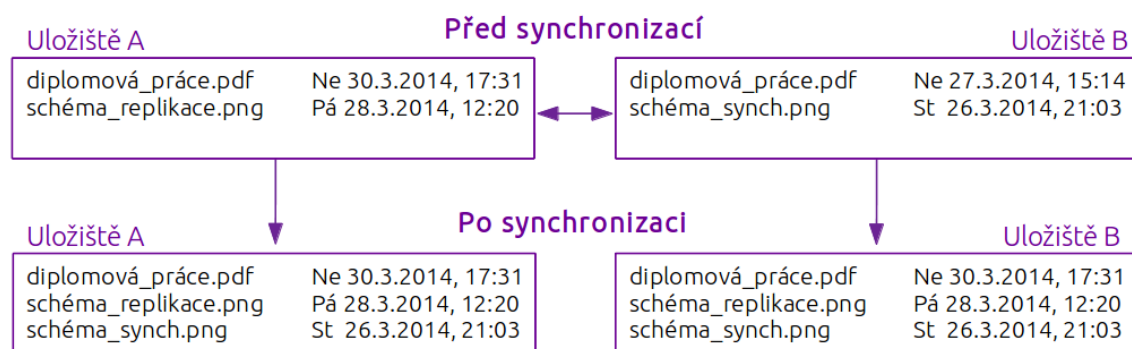 Před synchronizací
Uložiště A
Uložiště B
diplomová_práce.pdf Ne 30.3.2014, 17:31
schéma_replikace.png Pá 28.3.2014, 12:20
diplomová_práce.pdf Ne 27.3.2014, 15:14
schéma_synch.png St 26.3.2014, 21:03
Po synchronizaci
Uložiště A
Uložiště B
diplomová_práce.pdf Ne 30.3.2014, 17:31
schéma_replikace.png Pá 28.3.2014, 12:20
schéma_synch.png St 26.3.2014, 21:03
diplomová_práce.pdf Ne 30.3.2014, 17:31
schéma_replikace.png Pá 28.3.2014, 12:20
schéma_synch.png St 26.3.2014, 21:03